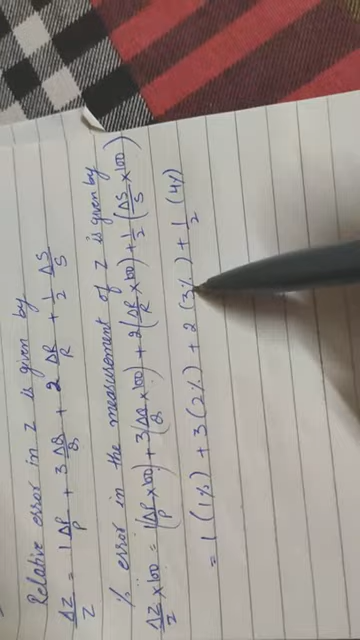 Relative error in Z is given by
ΔZ/Z = 1 ΔP/P + 3 ΔQ/Q + 2 ΔR/R + 1/2 ΔS/S
% error in the measurement of Z is given by
ΔZ/Z × 100 = 1(ΔP/P × 100) + 3(ΔQ/Q × 100) + 2(ΔR/R × 100) + 1/2 (ΔS/S × 100)
= 1 (1%) + 3 (2%) + 2 (3%) + 1/2 (4%)